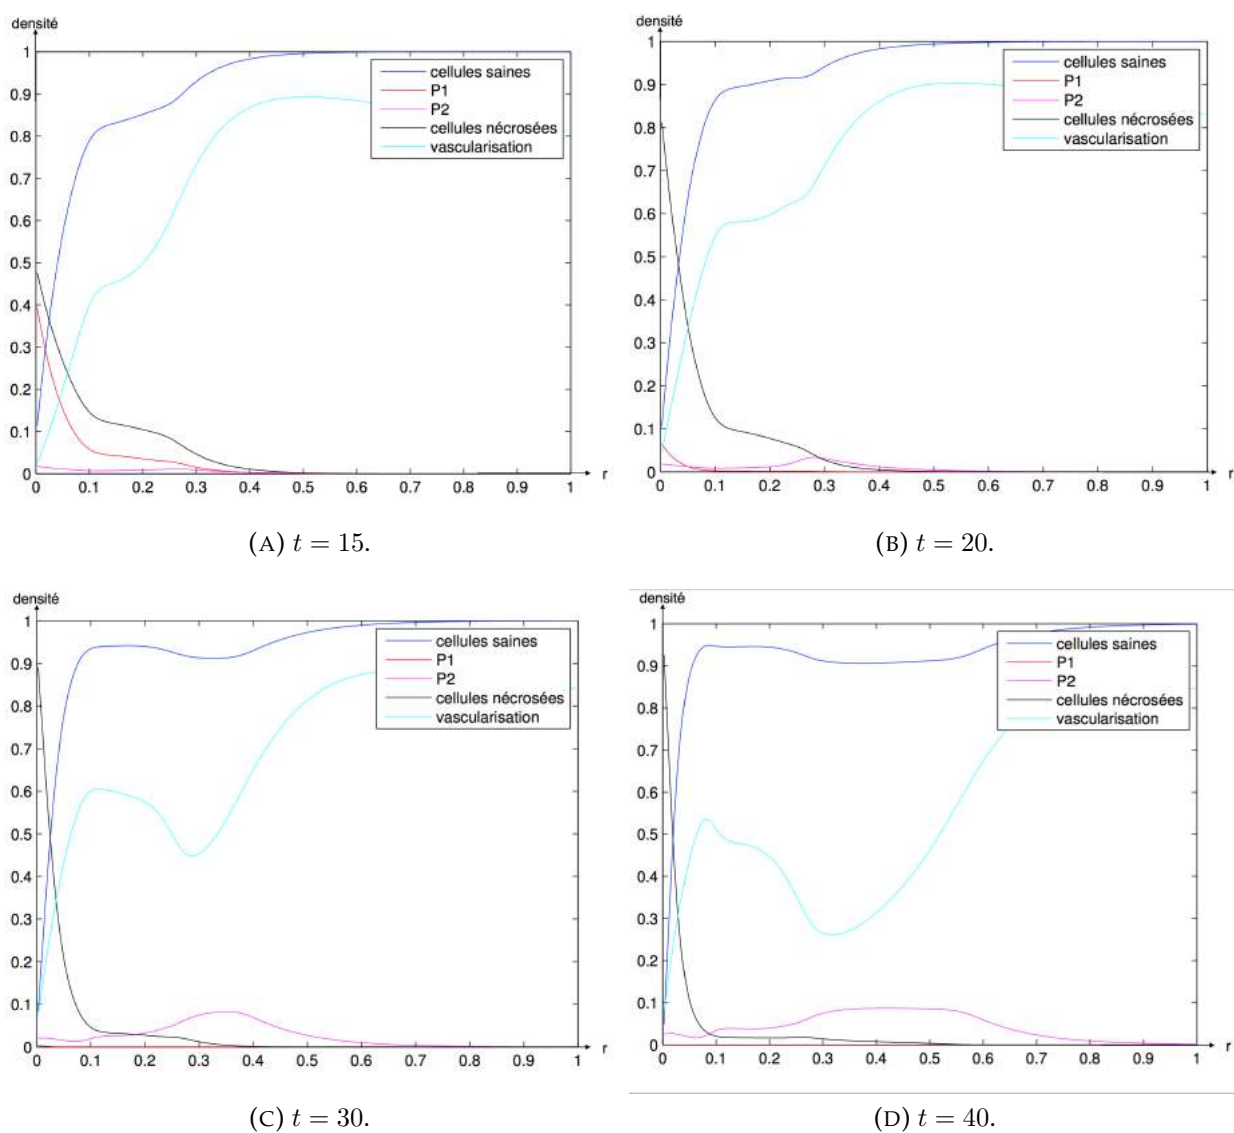 densité
1
0.9
0.8
0.7
0.6
0.5
0.4
0.3
0.2
0.1
0
cellules saines
P1
P2
cellules nécrosées
vascularisation
0 0.1 0.2 0.3 0.4 0.5 0.6 0.7 0.8 0.9 1 r
(A) t = 15.
densité
1
0.9
0.8
0.7
0.6
0.5
0.4
0.3
0.2
0.1
0
cellules saines
P1
P2
cellules nécrosées
vascularisation
0 0.1 0.2 0.3 0.4 0.5 0.6 0.7 0.8 0.9 1 r
(B) t = 20.
densité
1
0.9
0.8
0.7
0.6
0.5
0.4
0.3
0.2
0.1
0
cellules saines
P1
P2
cellules nécrosées
vascularisation
0 0.1 0.2 0.3 0.4 0.5 0.6 0.7 0.8 0.9 1 r
(C) t = 30.
densité
1
0.9
0.8
0.7
0.6
0.5
0.4
0.3
0.2
0.1
0
cellules saines
P1
P2
cellules nécrosées
vascularisation
0 0.1 0.2 0.3 0.4 0.5 0.6 0.7 0.8 0.9 1 r
(D) t = 40.